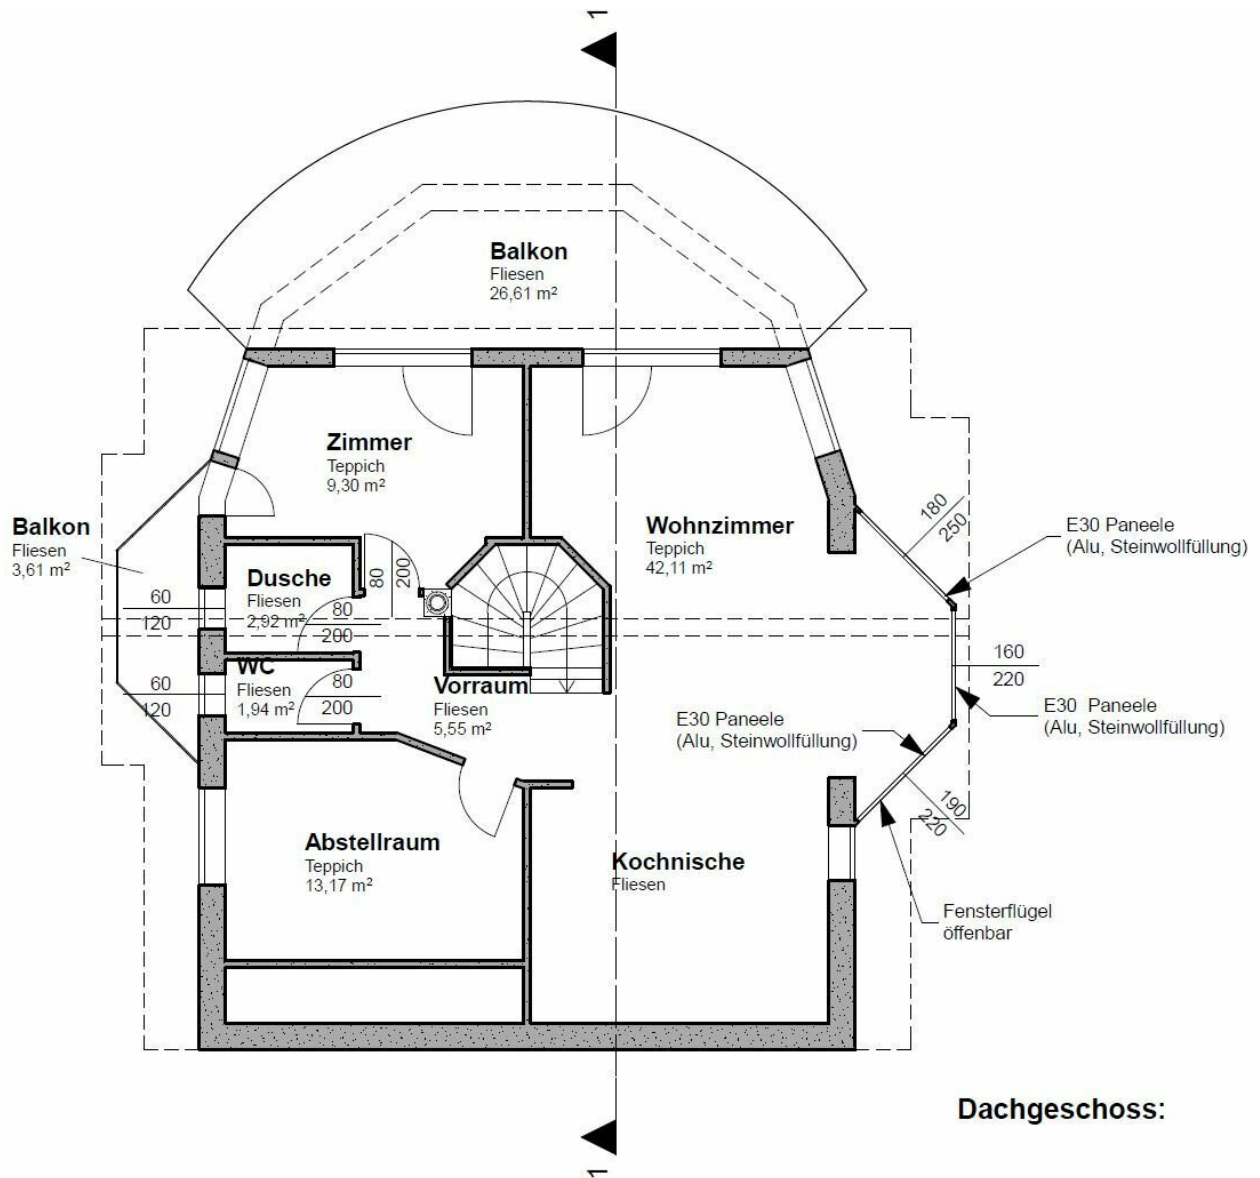 1
Balkon
Fliesen
26,61 m²
Zimmer
Teppich
9,30 m²
Balkon
Fliesen
3,61 m²
Wohnzimmer
Teppich
42,11 m²
180
250
E30 Paneele
(Alu, Steinwollfüllung)
Dusche
Fliesen
2,92 m²
80
200
60
120
80
200
160
220
WC
Fliesen
1,94 m²
60
120
80
200
Vorraum
Fliesen
5,55 m²
E30 Paneele
(Alu, Steinwollfüllung)
E30 Paneele
(Alu, Steinwollfüllung)
190
220
Abstellraum
Teppich
13,17 m²
Kochnische
Fliesen
Fensterflügel
öffenbar
Dachgeschoss:
1